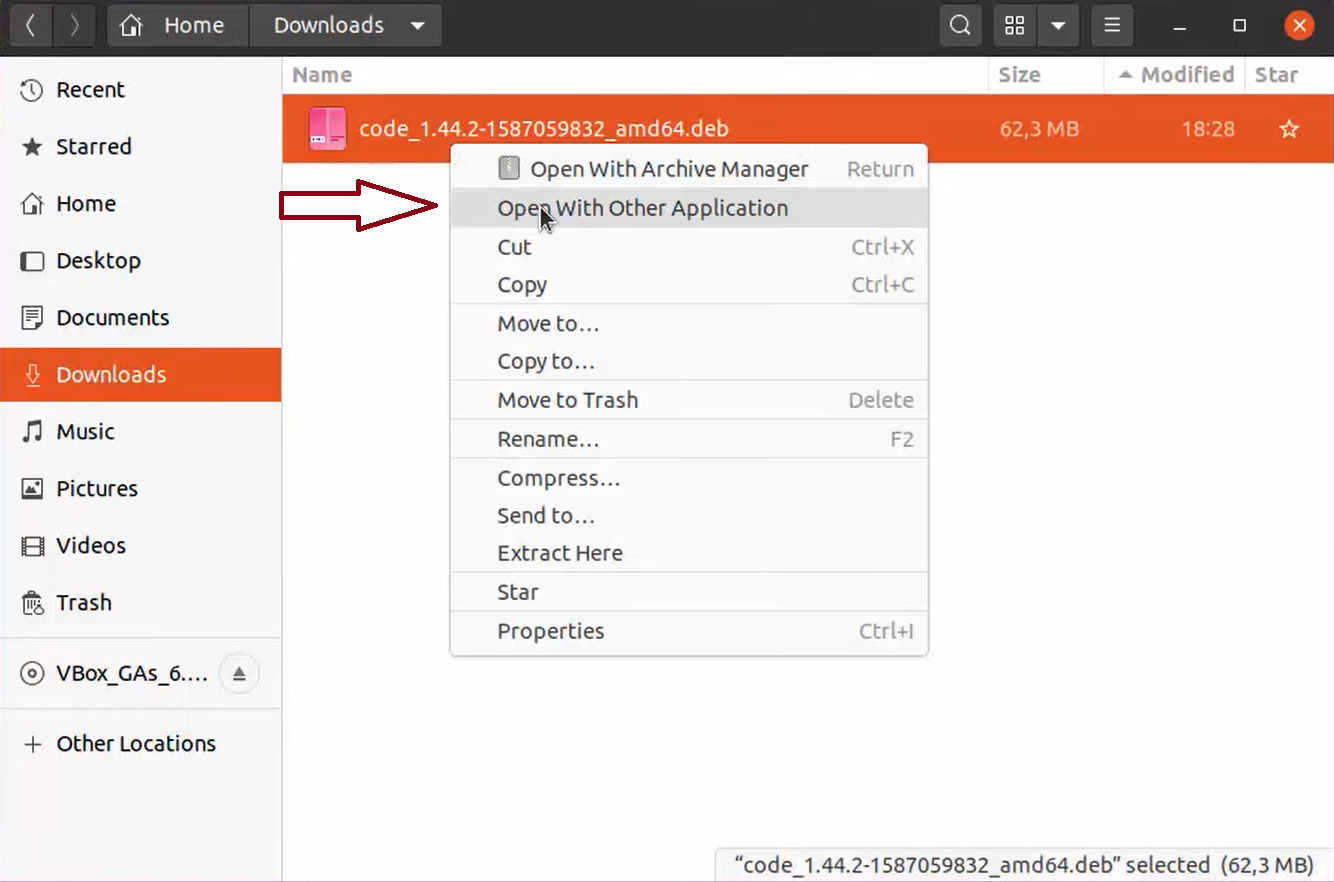 Home Downloads
Name Size Modified Star
Recent
Starred
Home
Desktop
Documents
Downloads
Music
Pictures
Videos
Trash
VBox_GAs_6....
Other Locations
code_1.44.2-1587059832_amd64.deb 62,3 MB 18:28
Open With Archive Manager Return
Open With Other Application
Cut Ctrl+X
Copy Ctrl+C
Move to...
Copy to...
Move to Trash Delete
Rename... F2
Compress...
Send to...
Extract Here
Star
Properties Ctrl+I
“code_1.44.2-1587059832_amd64.deb” selected (62,3 MB)